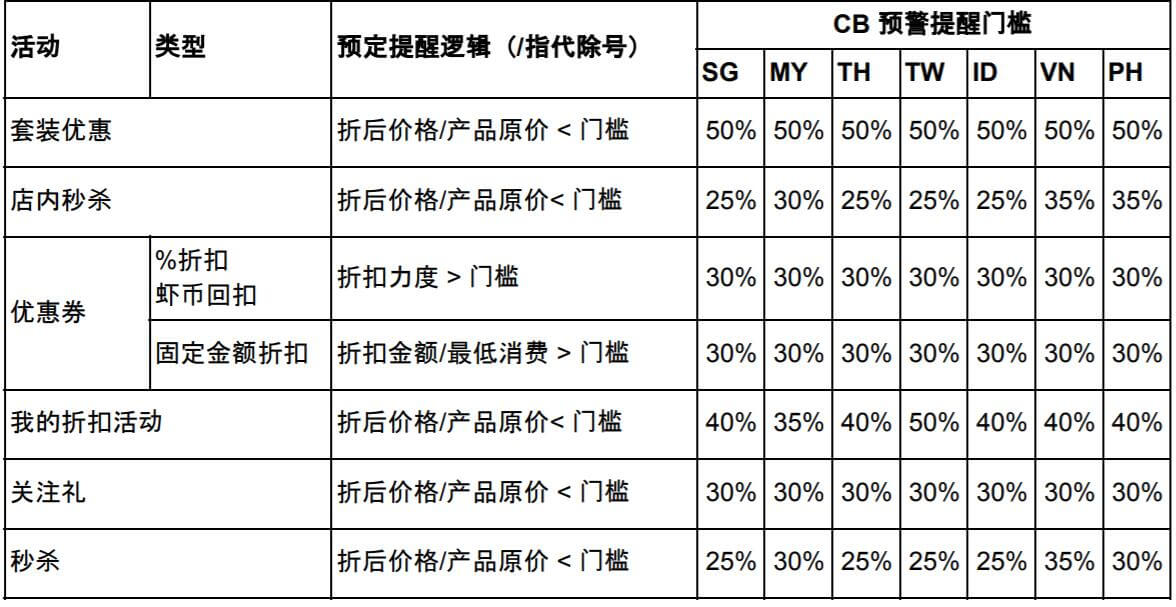 活动 类型 预定提醒逻辑（/指代除号） CB 预警提醒门槛
SG MY TH TW ID VN PH
套装优惠 折后价格/产品原价 < 门槛 50% 50% 50% 50% 50% 50% 50%
店内秒杀 折后价格/产品原价< 门槛 25% 30% 25% 25% 25% 35% 35%
优惠券 %折扣
虾币回扣 折扣力度 > 门槛 30% 30% 30% 30% 30% 30% 30%
固定金额折扣 折扣金额/最低消费 > 门槛 30% 30% 30% 30% 30% 30% 30%
我的折扣活动 折后价格/产品原价< 门槛 40% 35% 40% 50% 40% 40% 40%
关注礼 折后价格/产品原价 < 门槛 30% 30% 30% 30% 30% 30% 30%
秒杀 折后价格/产品原价 < 门槛 25% 30% 25% 25% 25% 35% 30%